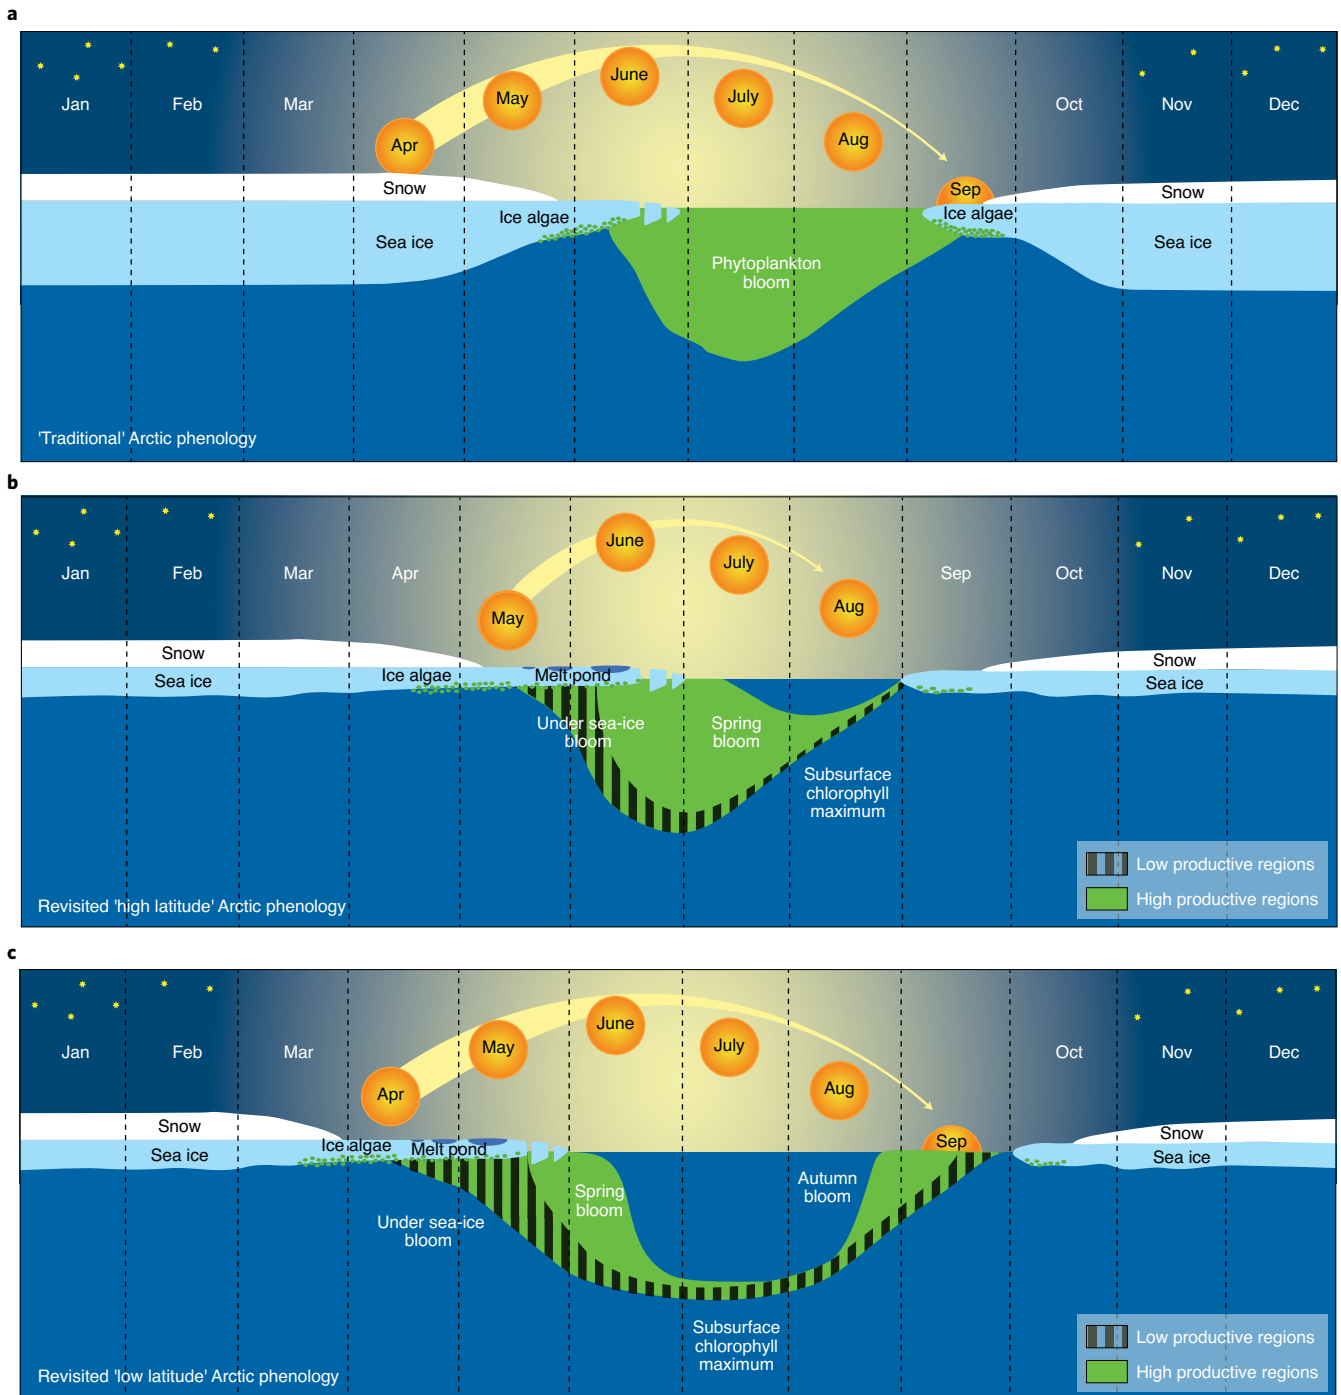 a
June
May
July
Jan
Feb
Mar
Oct
Nov
Dec
Aug
Apr
Snow
Sep
Snow
Ice algae
Ice algae
Sea ice
Sea ice
Phytoplankton
bloom
'Traditional' Arctic phenology
b
June
July
Jan
Feb
Mar
Apr
Sep
Oct
Nov
Dec
May
Aug
Snow
Snow
Sea ice
Ice algae
Melt pond
Sea ice
Under sea-ice
bloom
Spring
bloom
Subsurface
chlorophyll
maximum
Low productive regions
High productive regions
Revisited 'high latitude' Arctic phenology
c
June
May
July
Jan
Feb
Mar
Oct
Nov
Dec
Apr
Aug
Snow
Sep
Snow
Sea ice
Ice algae
Melt pond
Sea ice
Spring
bloom
Autumn
bloom
Under sea-ice
bloom
Subsurface
chlorophyll
maximum
Low productive regions
High productive regions
Revisited 'low latitude' Arctic phenology